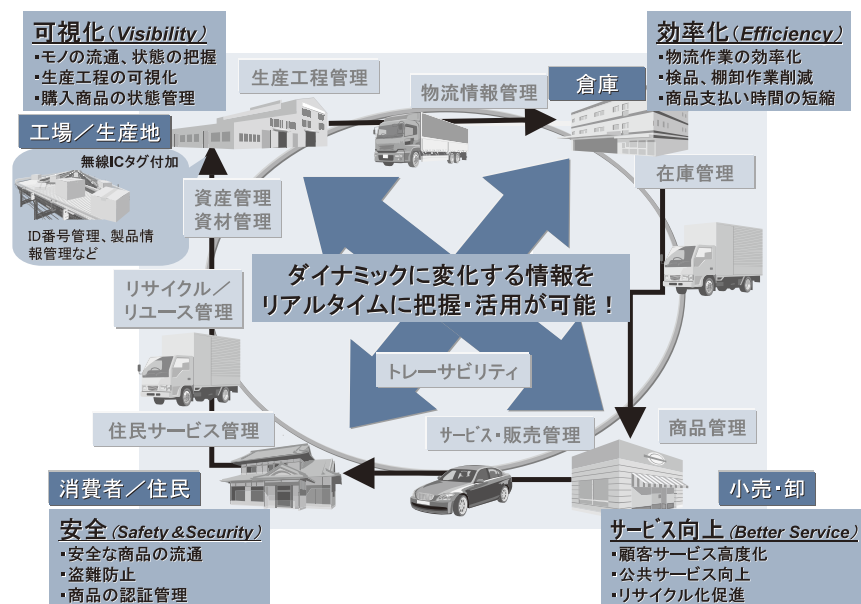 可視化(Visibility)
▪モノの流通、状態の把握
▪生産工程の可視化
▪購入商品の状態管理
効率化(Efficiency)
▪物流作業の効率化
▪検品、棚卸作業削減
▪商品支払い時間の短縮
生産工程管理
物流情報管理
倉庫
工場/生産地
無線ICタグ付加
ID番号管理、製品情
報管理など
資産管理
資材管理
在庫管理
リサイクル/
リユース管理
ダイナミックに変化する情報を
リアルタイムに把握・活用が可能!
トレーサビリティ
住民サービス管理
サービス・販売管理
商品管理
消費者/住民
小売・卸
安全(Safety &Security)
▪安全な商品の流通
▪盗難防止
▪商品の認証管理
サービス向上(Better Service)
▪顧客サービス高度化
▪公共サービス向上
▪リサイクル化促進